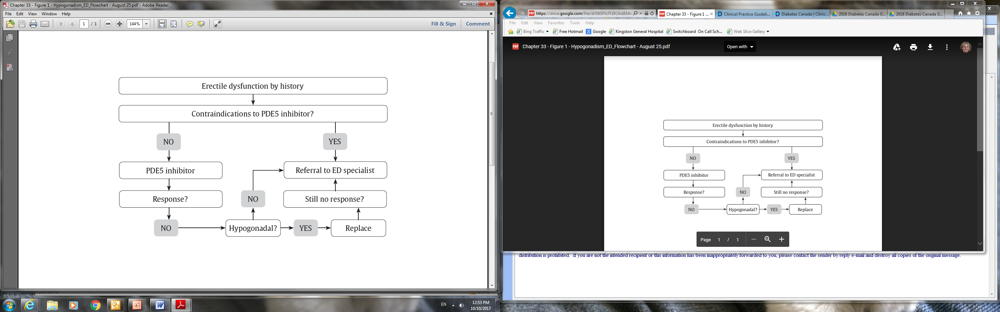 Chapter 33 - Figure 1 - Hypogonadism_ED_Flowchart - August 25.pdf - Adobe Reader
File Edit View Window Help
1 / 1
144%
Fill & Sign
Comment
Erectile dysfunction by history
Contraindications to PDE5 inhibitor?
NO
YES
PDE5 inhibitor
Referral to ED specialist
Response?
NO
Still no response?
NO
Hypogonadal?
YES
Replace
EN
12:53 PM
10/10/2017
https://drive.google.com/file/d/0B5PiLfTs9C6idEMv
Chapter 33 - Figure 1 ...
Clinical Practice Guideli...
Diabetes Canada | Clinic...
2018 Diabetes Canada G...
2018 Diabetes Canada G...
File Edit View Favorites Tools Help
Bing Traffic
Free Hotmail
Google
Kingston General Hospital
Switchboard On Call Sch...
Web Slice Gallery
PDF
Chapter 33 - Figure 1 - Hypogonadism_ED_Flowchart - August 25.pdf
Open with
Erectile dysfunction by history
Contraindications to PDE5 inhibitor?
NO
YES
PDE5 inhibitor
Referral to ED specialist
Response?
NO
Still no response?
NO
Hypogonadal?
YES
Replace
Page 1 / 1
distribution is prohibited. If you are not the intended recipient or this information has been inappropriately forwarded to you, please contact the sender by reply e-mail and destroy all copies of the original message.